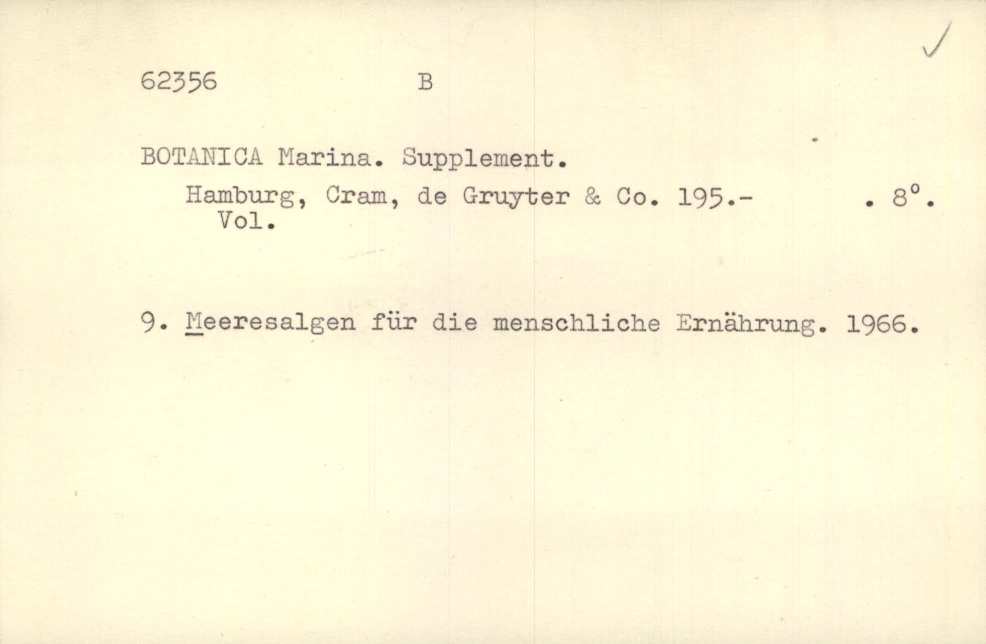 62356 B
BOTANICA Marina. Supplement.
Hamburg, Cram, de Gruyter & Co. 195.- . 8°.
Vol.
9. Meeresalgen für die menschliche Ernährung. 1966.